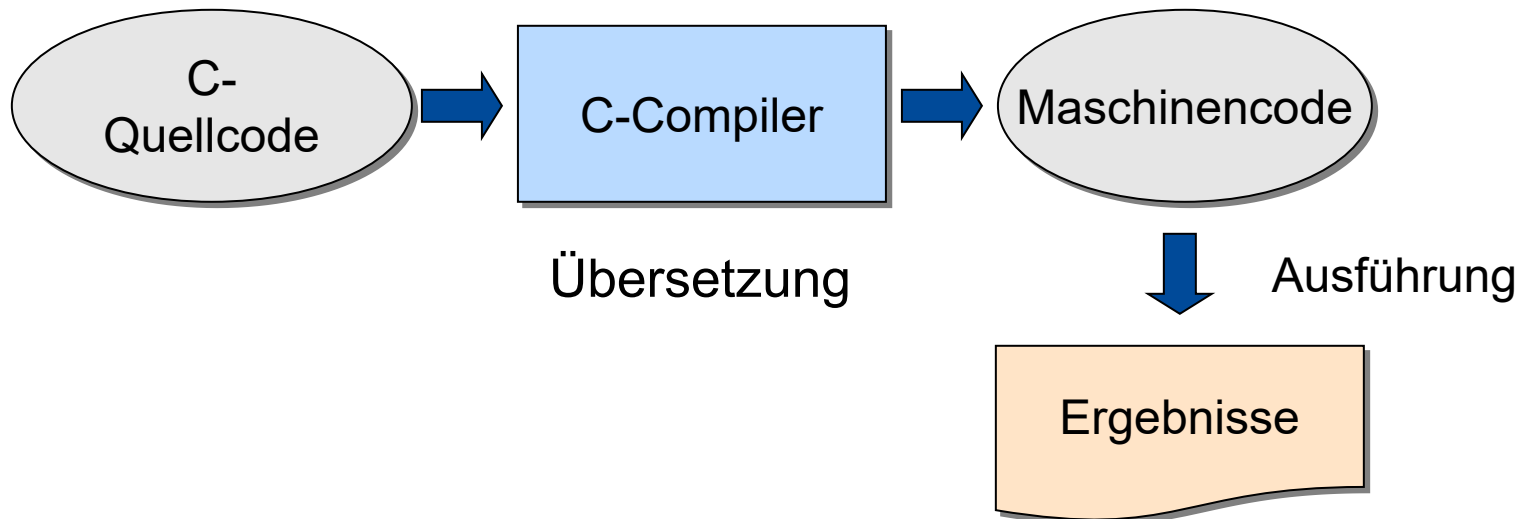 C-
Quellcode
C-Compiler
Maschinencode
Übersetzung
Ausführung
Ergebnisse